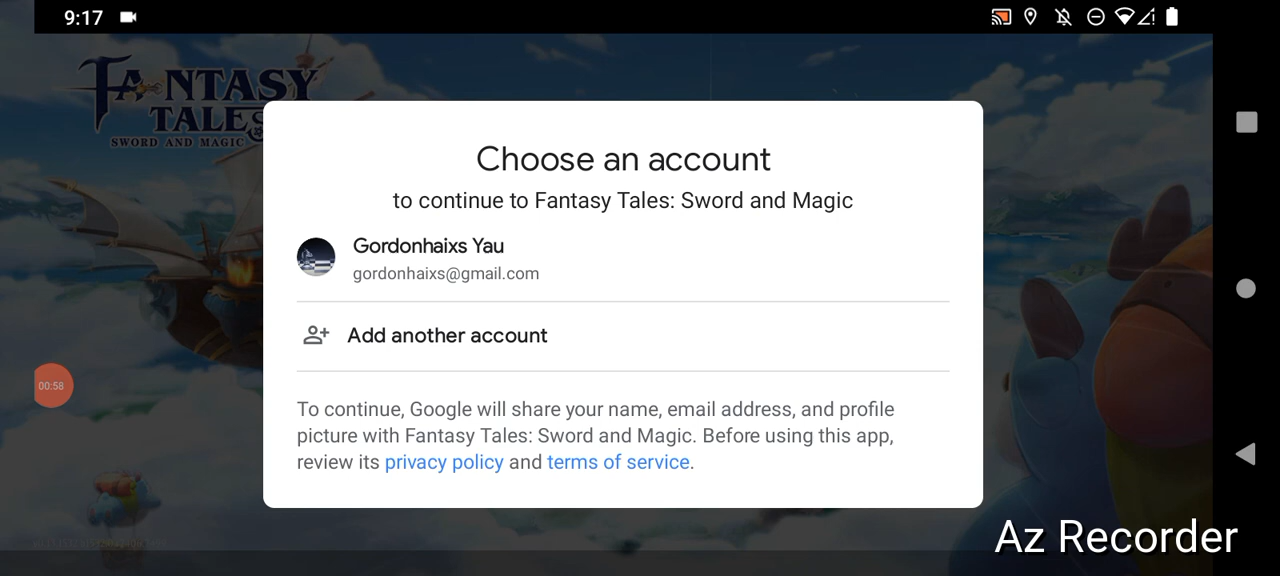 9:17
FANTASY
TALES
SWORD AND MAGIC
Choose an account
to continue to Fantasy Tales: Sword and Magic
Gordonhaixs Yau
gordonhaixs@gmail.com
Add another account
00:58
To continue, Google will share your name, email address, and profile
picture with Fantasy Tales: Sword and Magic. Before using this app,
review its privacy policy and terms of service.
Az Recorder